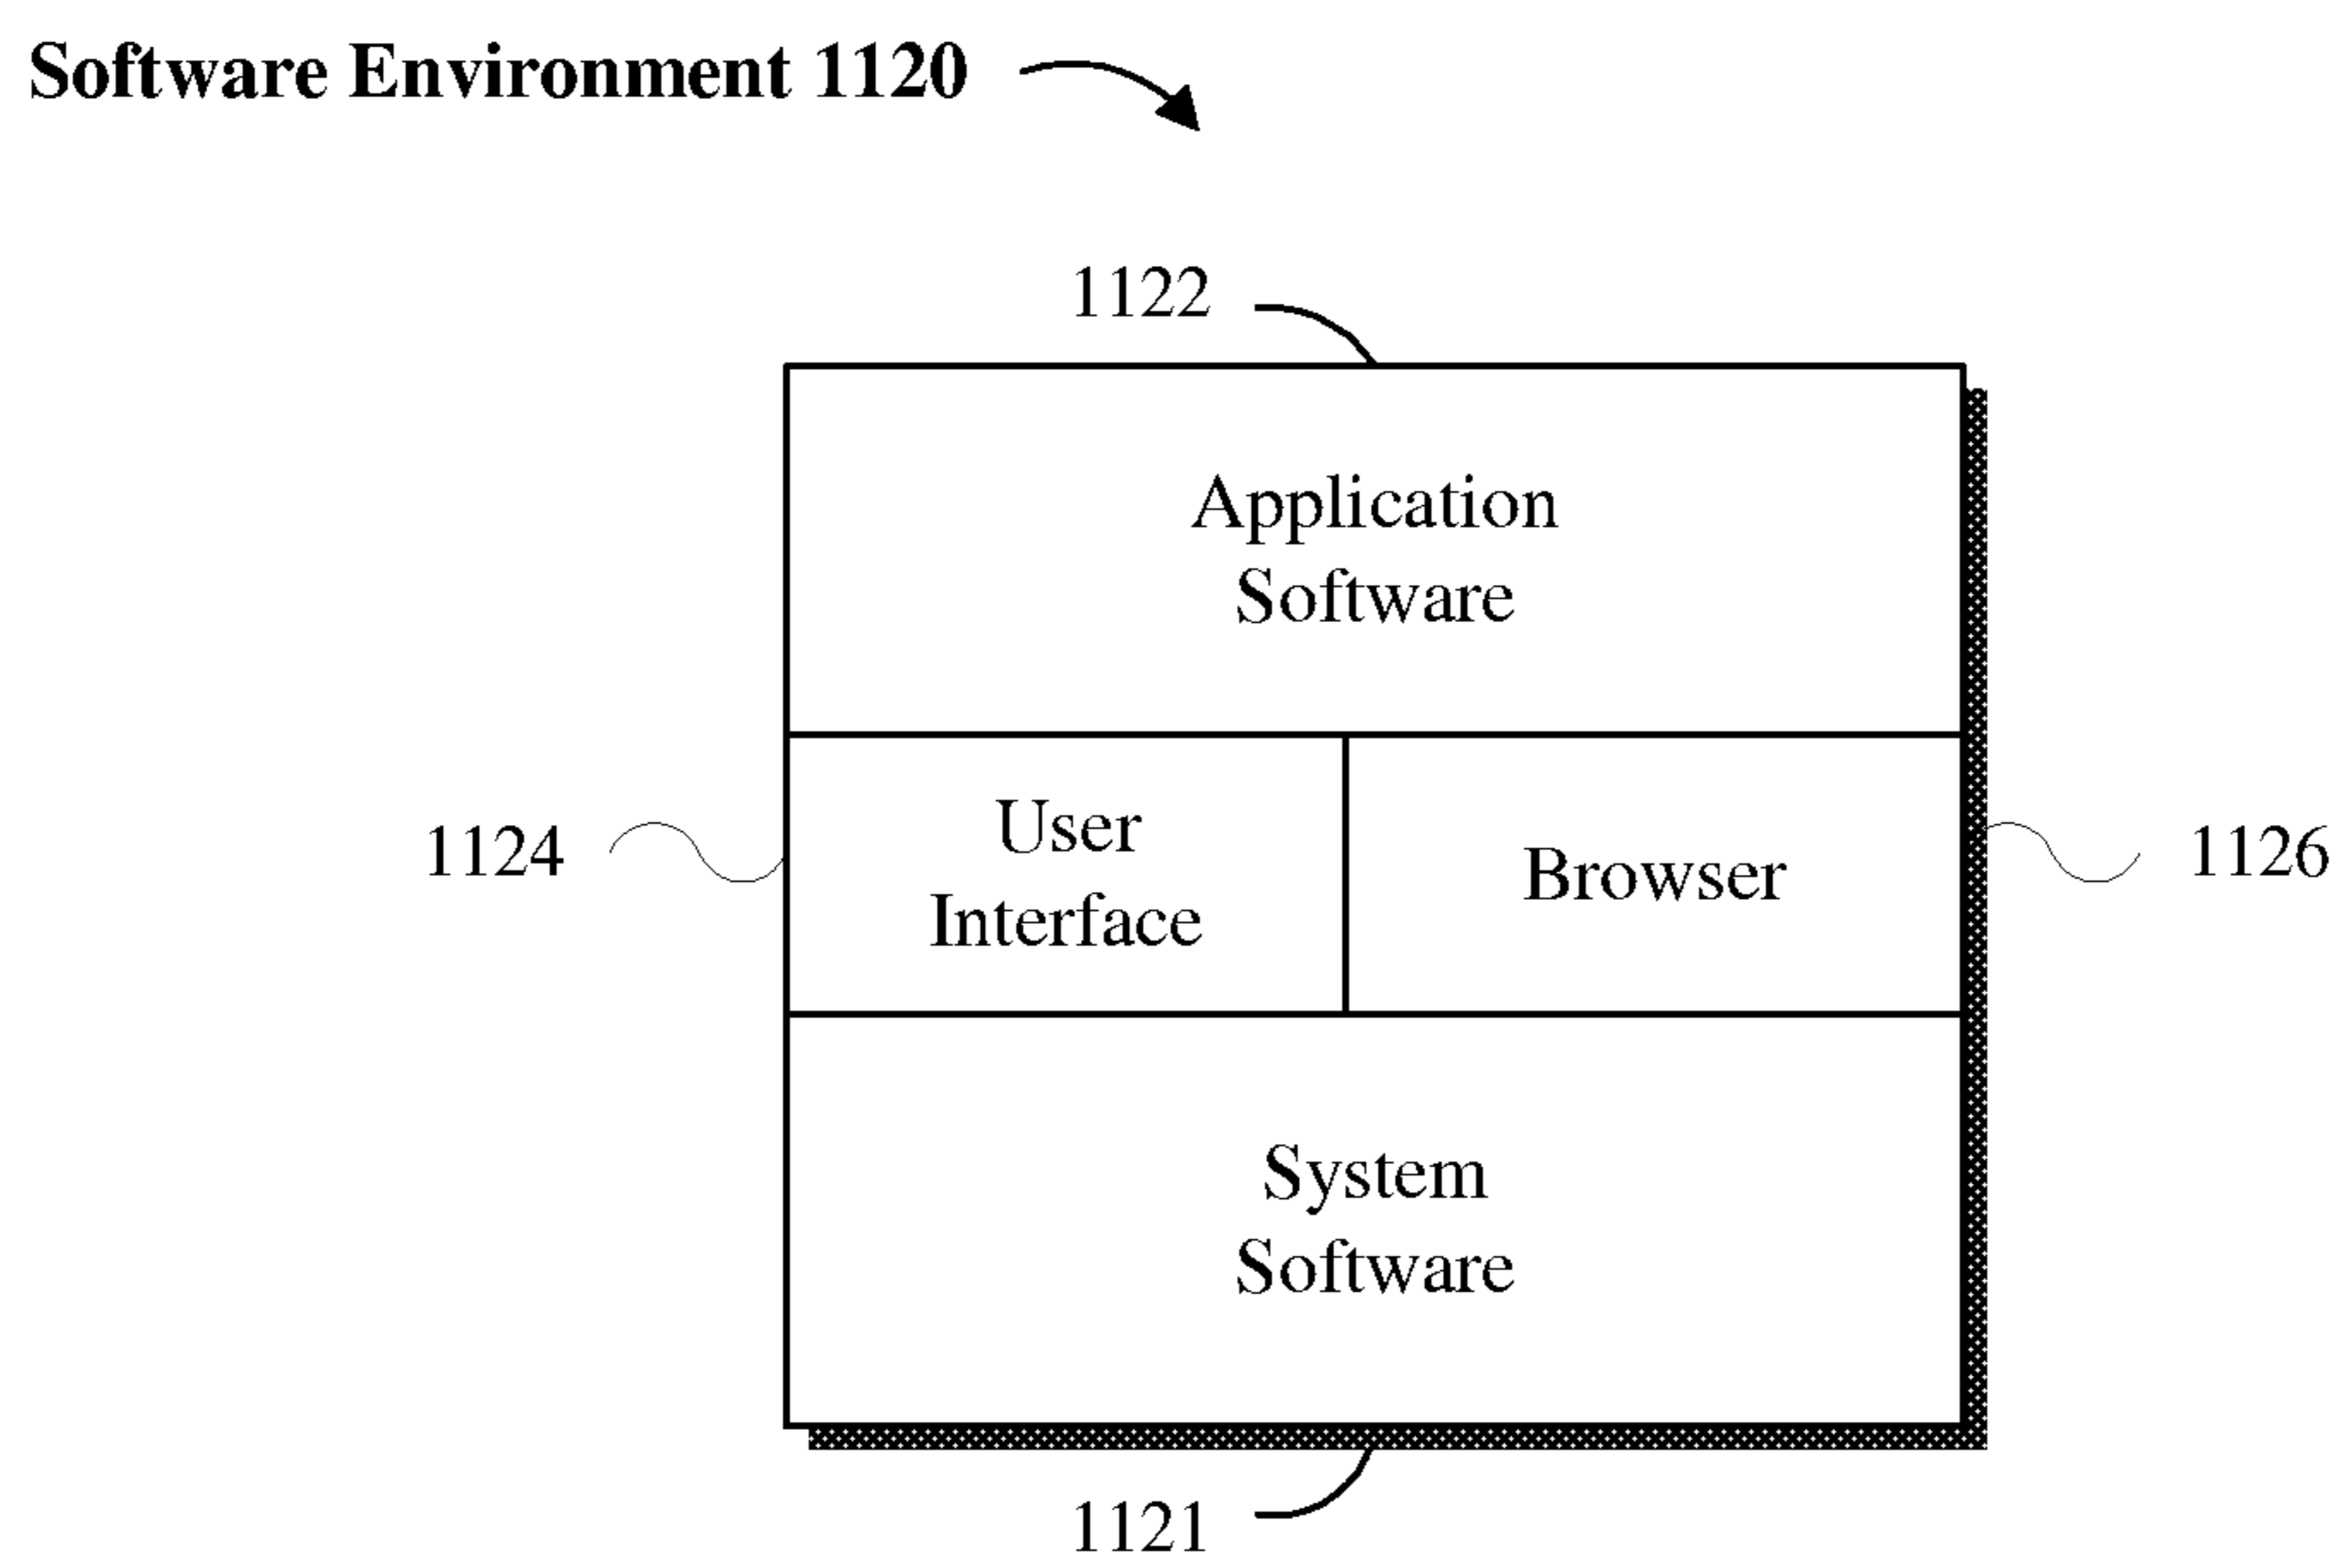 Software Environment 1120
1122
Application
Software
User
Interface
1124
Browser
1126
System
Software
1121